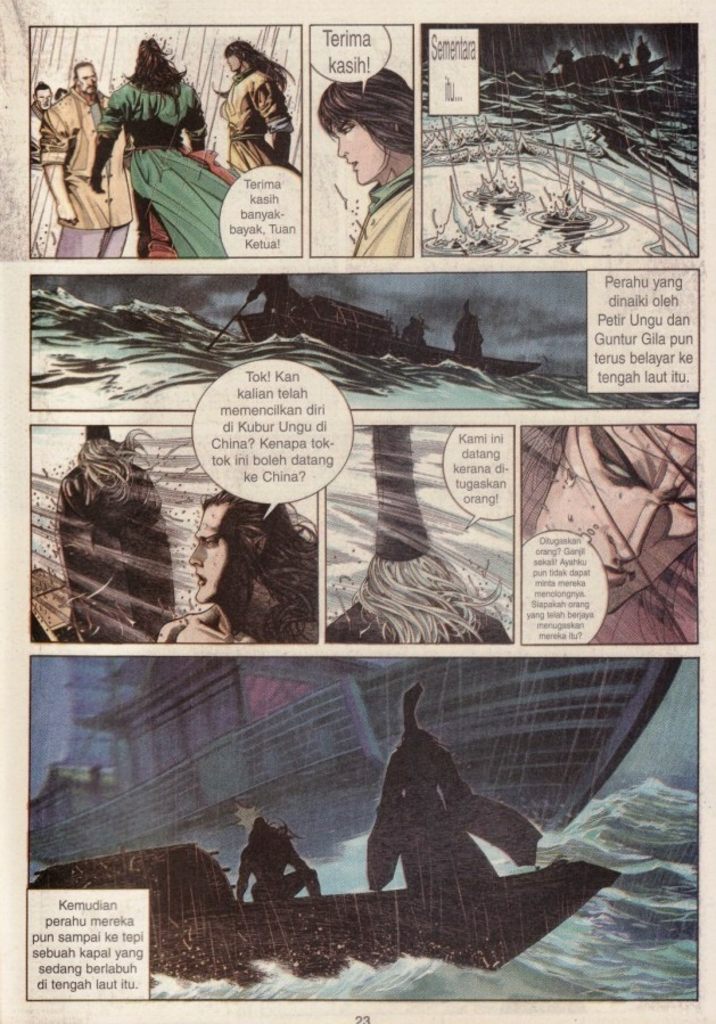 Terima
kasih
banyak-
bayak, Tuan
Ketua!
Terima
kasih!
Sementara
itu...
Perahu yang
dinaiki oleh
Petir Ungu dan
Guntur Gila pun
terus belayar ke
tengah laut itu.
Tok! Kan
kalian telah
memencilkan diri
di Kubur Ungu di
China? Kenapa tok-
tok ini boleh datang
ke China?
Kami ini
datang
kerana di-
tugaskan
orang!
Ditugaskan
orang? Ganjil
sekali! Ayahku
pun tidak dapat
minta mereka
menolongnya.
Siapakah orang
yang telah berjaya
menugaskan
mereka itu?
Kemudian
perahu mereka
pun sampai ke tepi
sebuah kapal yang
sedang berlabuh
di tengah laut itu.
23